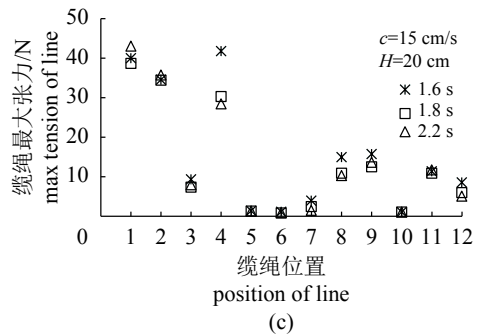 50
40
30
20
10
0
缆绳最大张力/N
max tension of line
c=15 cm/s
H=20 cm
1.6 s
1.8 s
2.2 s
1 2 3 4 5 6 7 8 9 10 11 12
缆绳位置
position of line
(c)